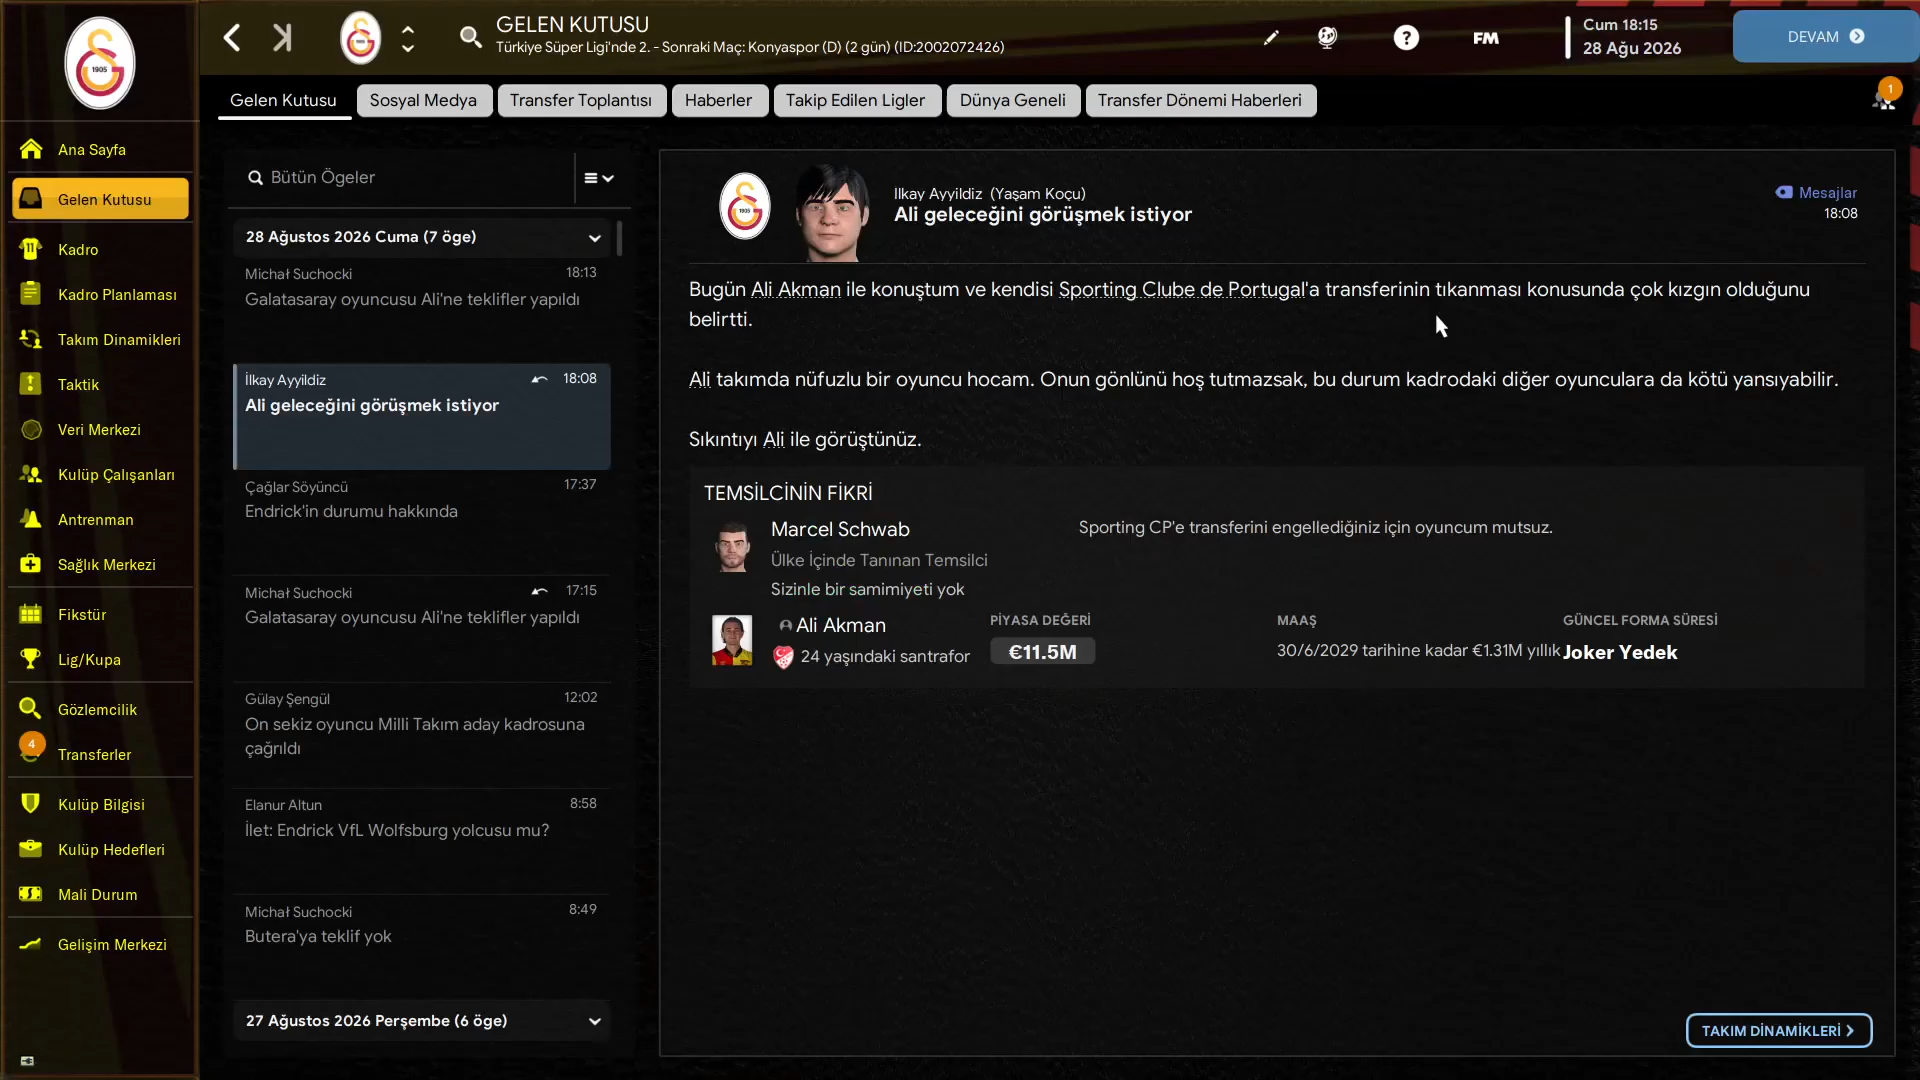 GELEN KUTUSU
Türkiye Süper Ligi'nde 2. - Sonraki Maç: Konyaspor (D) (2 gün) (ID:2002072426)
FM
Cum 18:15
28 Ağu 2026
DEVAM
1905
Gelen Kutusu
Sosyal Medya
Transfer Toplantısı
Haberler
Takip Edilen Ligler
Dünya Geneli
Transfer Dönemi Haberleri
1
Ana Sayfa
Gelen Kutusu
Kadro
Kadro Planlaması
Takım Dinamikleri
Taktik
Veri Merkezi
Kulüp Çalışanları
Antrenman
Sağlık Merkezi
Fikstür
Lig/Kupa
Gözlemcilik
4
Transferler
Kulüp Bilgisi
Kulüp Hedefleri
Mali Durum
Gelişim Merkezi
Bütün Ögeler
28 Ağustos 2026 Cuma (7 öge)
Michał Suchocki 18:13
Galatasaray oyuncusu Ali'ne teklifler yapıldı
İlkay Ayyildiz 18:08
Ali geleceğini görüşmek istiyor
Çağlar Söyüncü 17:37
Endrick'in durumu hakkında
Michał Suchocki 17:15
Galatasaray oyuncusu Ali'ne teklifler yapıldı
Gülay Şengül 12:02
On sekiz oyuncu Milli Takım aday kadrosuna
çağrıldı
Elanur Altun 8:58
İlet: Endrick VfL Wolfsburg yolcusu mu?
Michał Suchocki 8:49
Butera'ya teklif yok
27 Ağustos 2026 Perşembe (6 öge)
İlkay Ayyildiz (Yaşam Koçu)
Ali geleceğini görüşmek istiyor
Mesajlar
18:08
Bugün Ali Akman ile konuştum ve kendisi Sporting Clube de Portugal'a transferinin tıkanması konusunda çok kızgın olduğunu
belirtti.
Ali takımda nüfuzlu bir oyuncu hocam. Onun gönlünü hoş tutmazsak, bu durum kadrodaki diğer oyunculara da kötü yansıyabilir.
Sıkıntıyı Ali ile görüştünüz.
TEMSİLCİNİN FİKRİ
Marcel Schwab
Ülke İçinde Tanınan Temsilci
Sizinle bir samimiyeti yok
Sporting CP'e transferini engellediğiniz için oyuncum mutsuz.
Ali Akman
24 yaşındaki santrafor
PİYASA DEĞERİ
€11.5M
MAAŞ
30/6/2029 tarihine kadar €1.31M yıllık
GÜNCEL FORMA SÜRESİ
Joker Yedek
TAKIM DİNAMİKLERİ